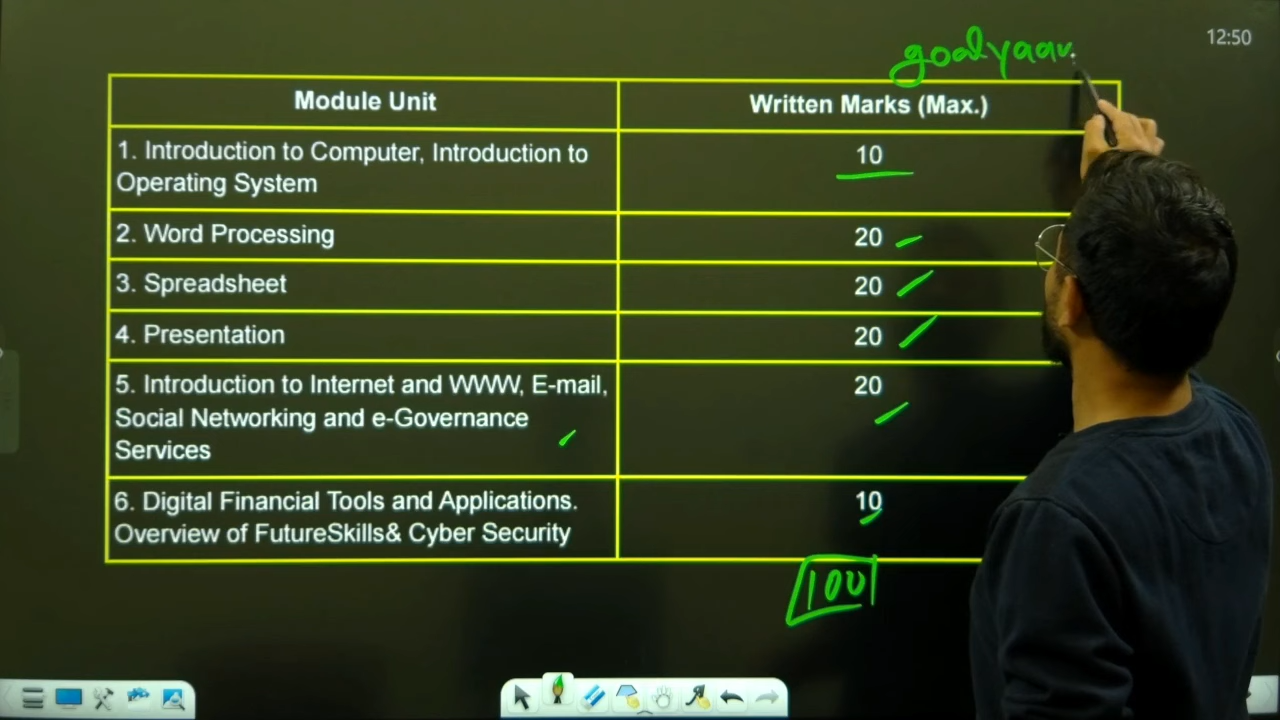 goalyaar
12:50
Module Unit
Written Marks (Max.)
1. Introduction to Computer, Introduction to
Operating System
10
2. Word Processing
20
3. Spreadsheet
20
4. Presentation
20
5. Introduction to Internet and WWW, E-mail,
Social Networking and e-Governance
Services
20
6. Digital Financial Tools and Applications.
Overview of FutureSkills& Cyber Security
10
100